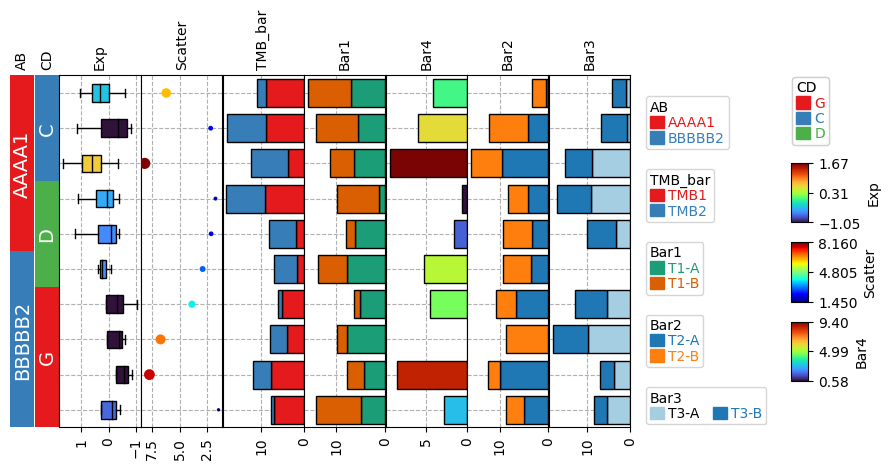 AB
CD
Exp
Scatter
TMB_bar
Bar1
Bar4
Bar2
Bar3
AAAA1
BBBBB2
C
D
G
1
0
−1
7.5
5.0
2.5
10
0
10
0
5
0
10
0
10
0
AB
AAAA1
BBBBB2
TMB_bar
TMB1
TMB2
Bar1
T1-A
T1-B
Bar2
T2-A
T2-B
Bar3
T3-A T3-B
CD
G
C
D
1.67
0.31
−1.05
Exp
8.160
4.805
1.450
Scatter
9.40
4.99
0.58
Bar4